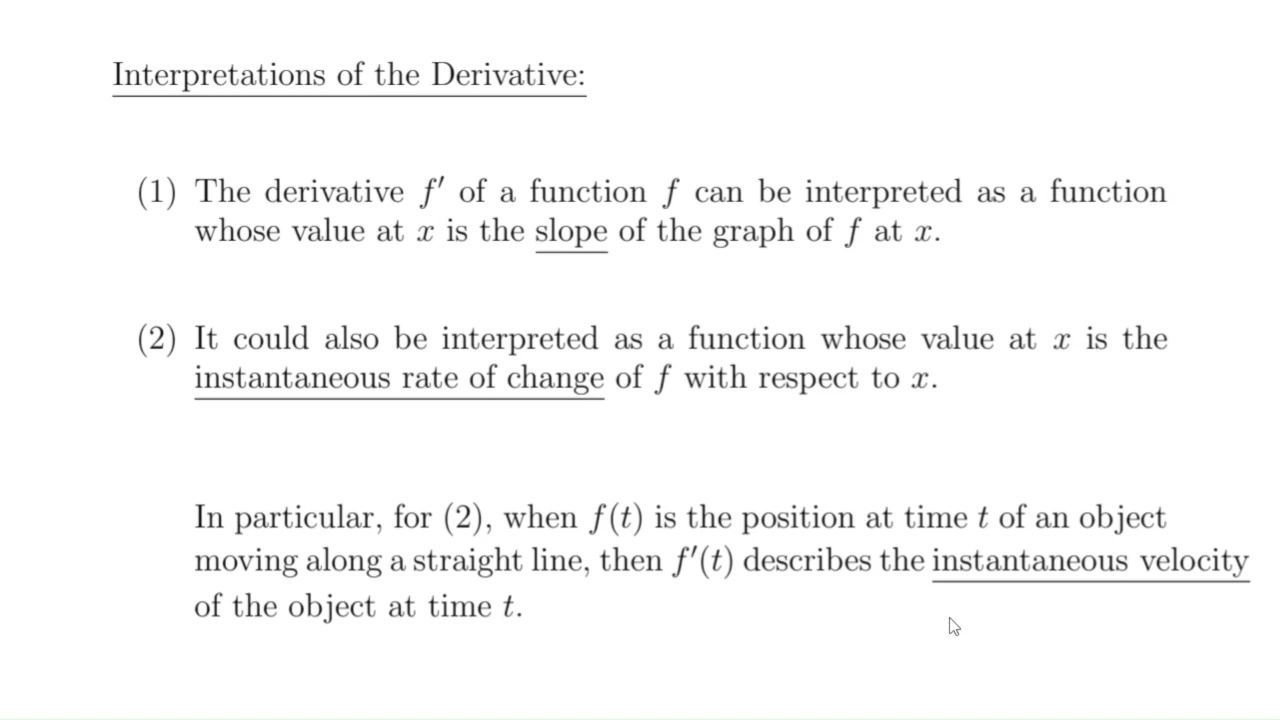 Interpretations of the Derivative:
(1) The derivative f′ of a function f can be interpreted as a function
whose value at x is the slope of the graph of f at x.
(2) It could also be interpreted as a function whose value at x is the
instantaneous rate of change of f with respect to x.
In particular, for (2), when f(t) is the position at time t of an object
moving along a straight line, then f′(t) describes the instantaneous velocity
of the object at time t.